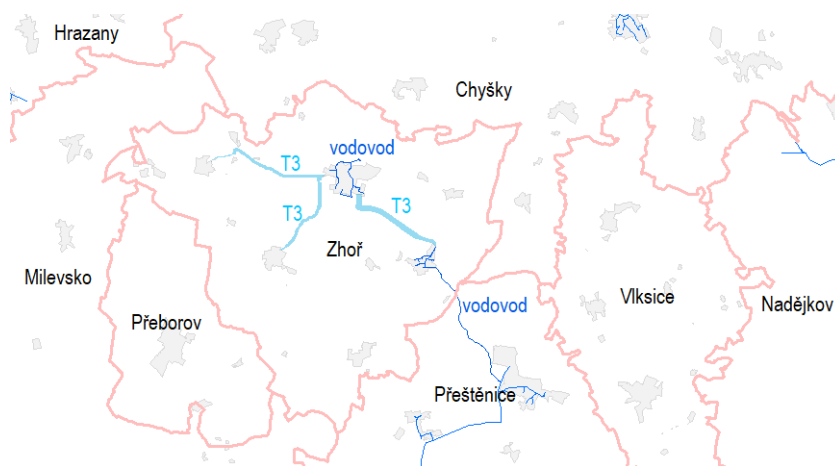 Hrazany
Chyšky
vodovod
T3
T3
T3
Zhoř
Milevsko
Vlksice
Nadějkov
vodovod
Přeborov
Přeštěnice